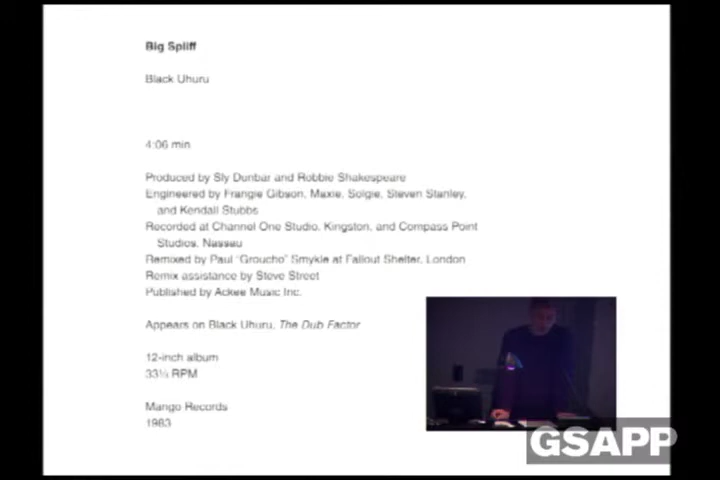 Big Spliff
Black Uhuru
4:06 min
Produced by Sly Dunbar and Robbie Shakespeare
Engineered by Frangie Gibson, Maxie, Solgie, Steven Stanley,
and Kendall Stubbs
Recorded at Channel One Studio, Kingston, and Compass Point
Studios, Nassau
Remixed by Paul "Groucho" Smykle at Fallout Shelter, London
Remix assistance by Steve Street
Published by Ackee Music Inc.
Appears on Black Uhuru, The Dub Factor
12-inch album
33⅓ RPM
Mango Records
1983
GSAPP